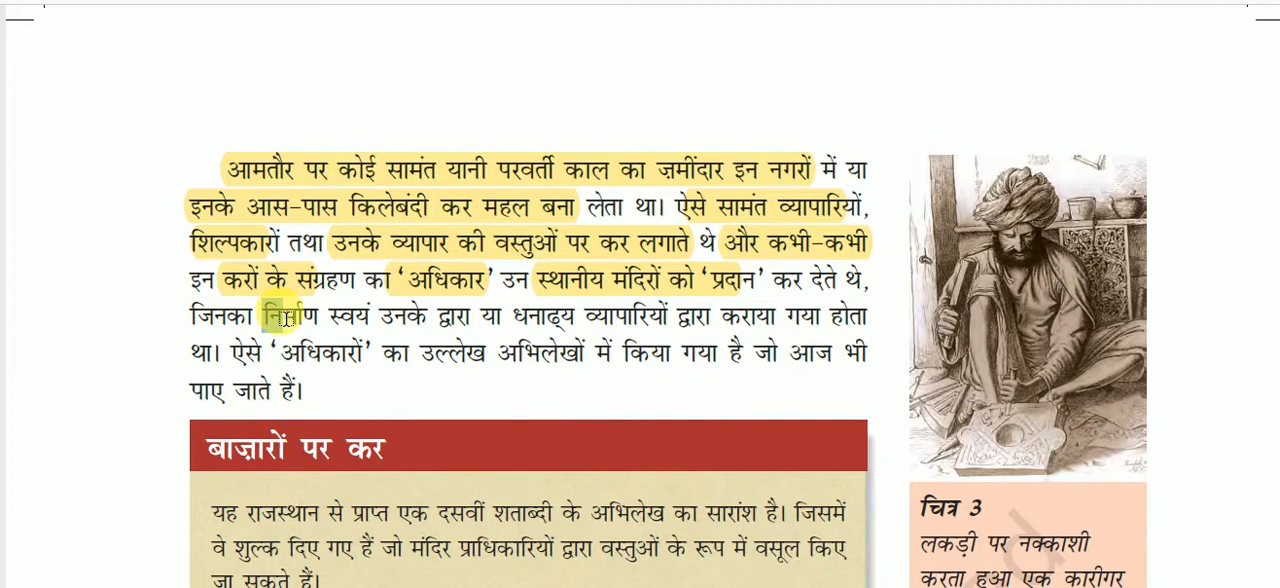 आमतौर पर कोई सामंत यानी परवर्ती काल का ज़मींदार इन नगरों में या
इनके आस-पास किलेबंदी कर महल बना लेता था। ऐसे सामंत व्यापारियों,
शिल्पकारों तथा उनके व्यापार की वस्तुओं पर कर लगाते थे और कभी-कभी
इन करों के संग्रहण का ‘अधिकार’ उन स्थानीय मंदिरों को ‘प्रदान’ कर देते थे,
जिनका निर्माण स्वयं उनके द्वारा या धनाढ्य व्यापारियों द्वारा कराया गया होता
था। ऐसे ‘अधिकारों’ का उल्लेख अभिलेखों में किया गया है जो आज भी
पाए जाते हैं।
बाज़ारों पर कर
यह राजस्थान से प्राप्त एक दसवीं शताब्दी के अभिलेख का सारांश है। जिसमें
वे शुल्क दिए गए हैं जो मंदिर प्राधिकारियों द्वारा वस्तुओं के रूप में वसूल किए
जा सकते हैं।
चित्र 3
लकड़ी पर नक्काशी
करता हुआ एक कारीगर